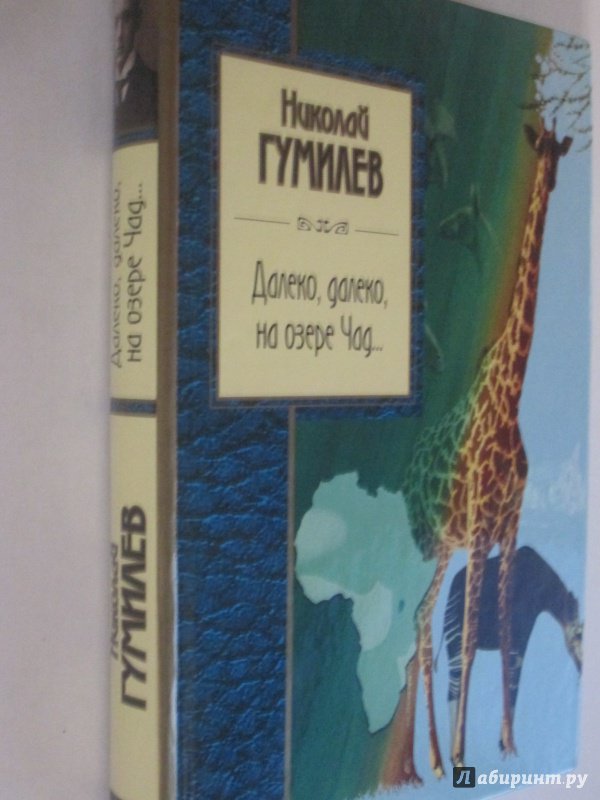 Николай
ГУМИЛЕВ
Далеко, далеко,
на озере Чад...
Далеко, далеко,
на озере Чад...
Николай
ГУМИЛЕВ
Лабиринт.ру